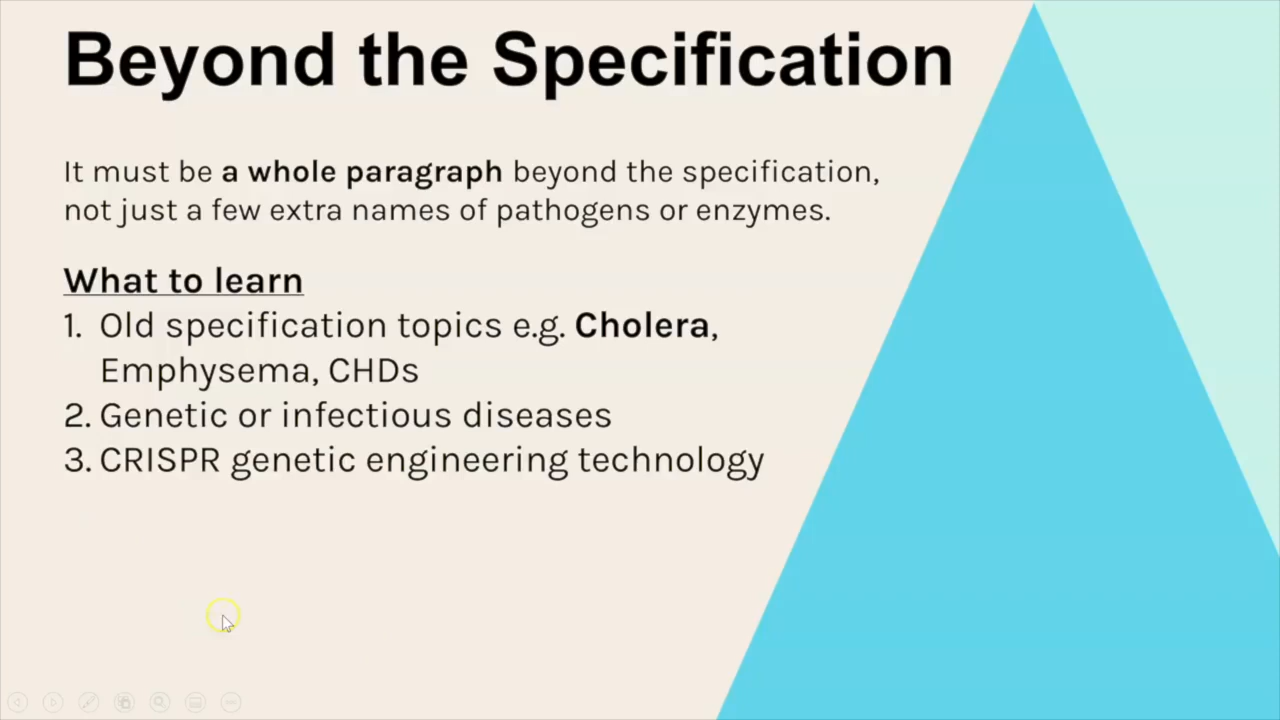 Beyond the Specification
It must be a whole paragraph beyond the specification,
not just a few extra names of pathogens or enzymes.
What to learn
1. Old specification topics e.g. Cholera,
Emphysema, CHDs
2. Genetic or infectious diseases
3. CRISPR genetic engineering technology